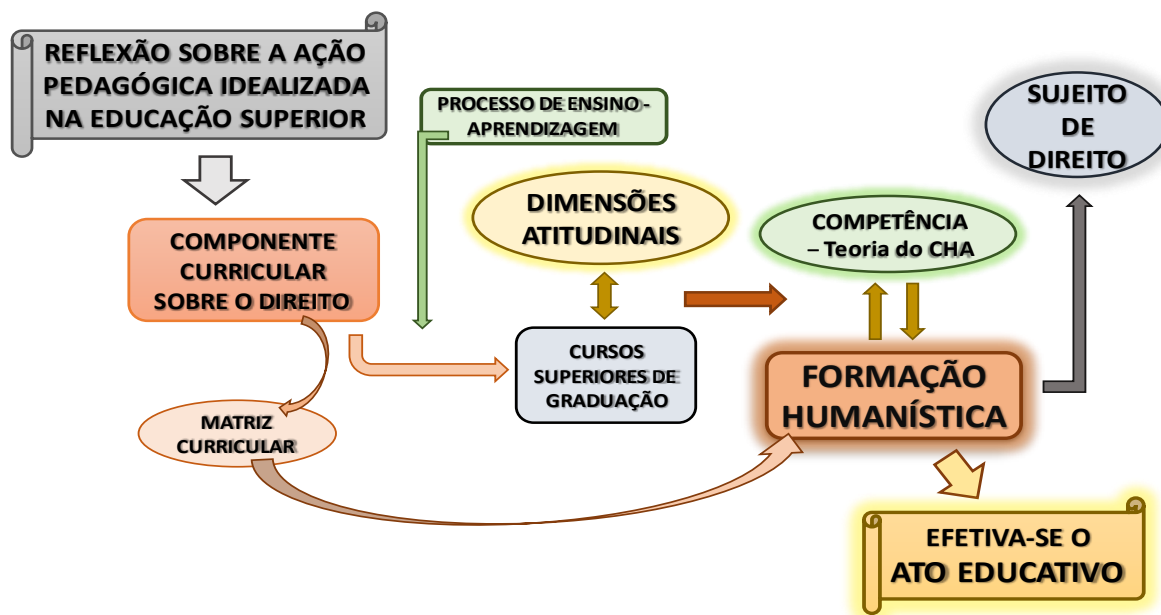 REFLEXÃO SOBRE A AÇÃO
PEDAGÓGICA IDEALIZADA
NA EDUCAÇÃO SUPERIOR
PROCESSO DE ENSINO -
APRENDIZAGEM
SUJEITO
DE
DIREITO
DIMENSÕES
ATITUDINAIS
COMPETÊNCIA
– Teoria do CHA
COMPONENTE
CURRICULAR
SOBRE O DIREITO
CURSOS
SUPERIORES DE
GRADUAÇÃO
FORMAÇÃO
HUMANÍSTICA
MATRIZ
CURRICULAR
EFETIVA-SE O
ATO EDUCATIVO